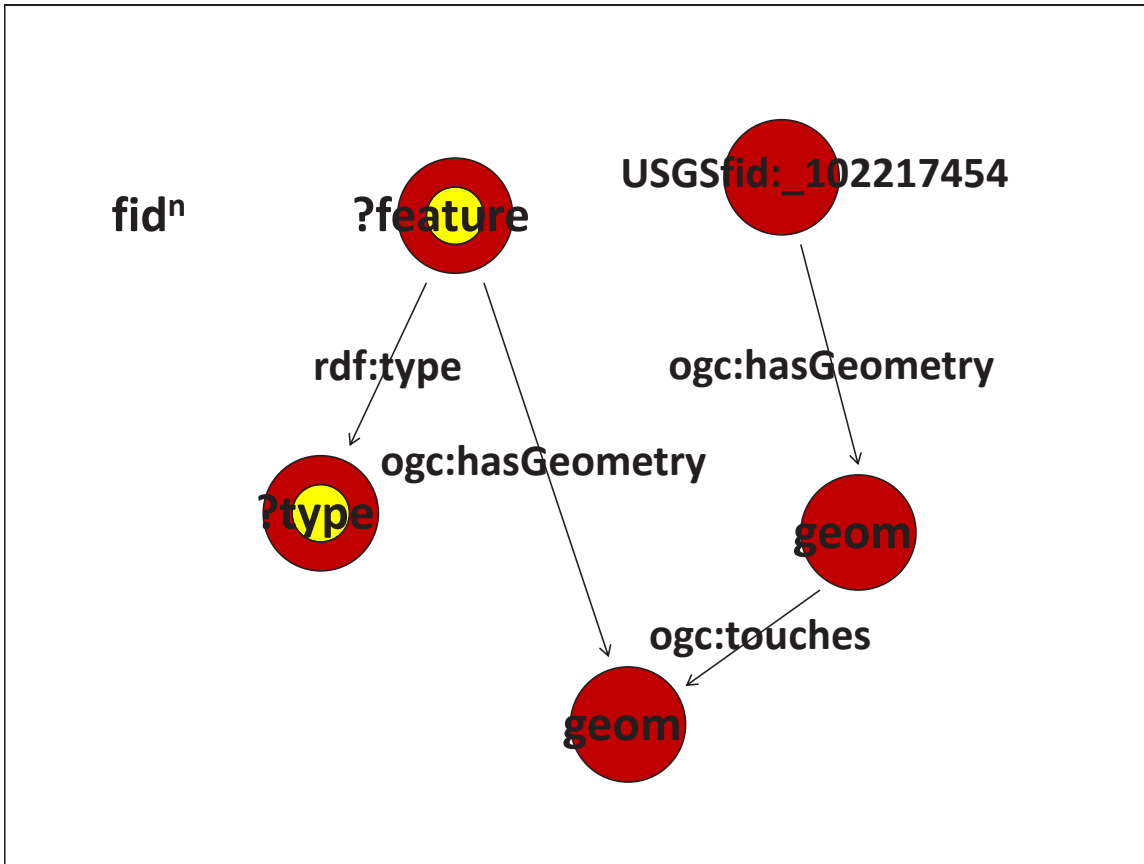 USGSfid:_102217454
fidⁿ
?feature
rdf:type
ogc:hasGeometry
ogc:hasGeometry
?type
geom
ogc:touches
geom